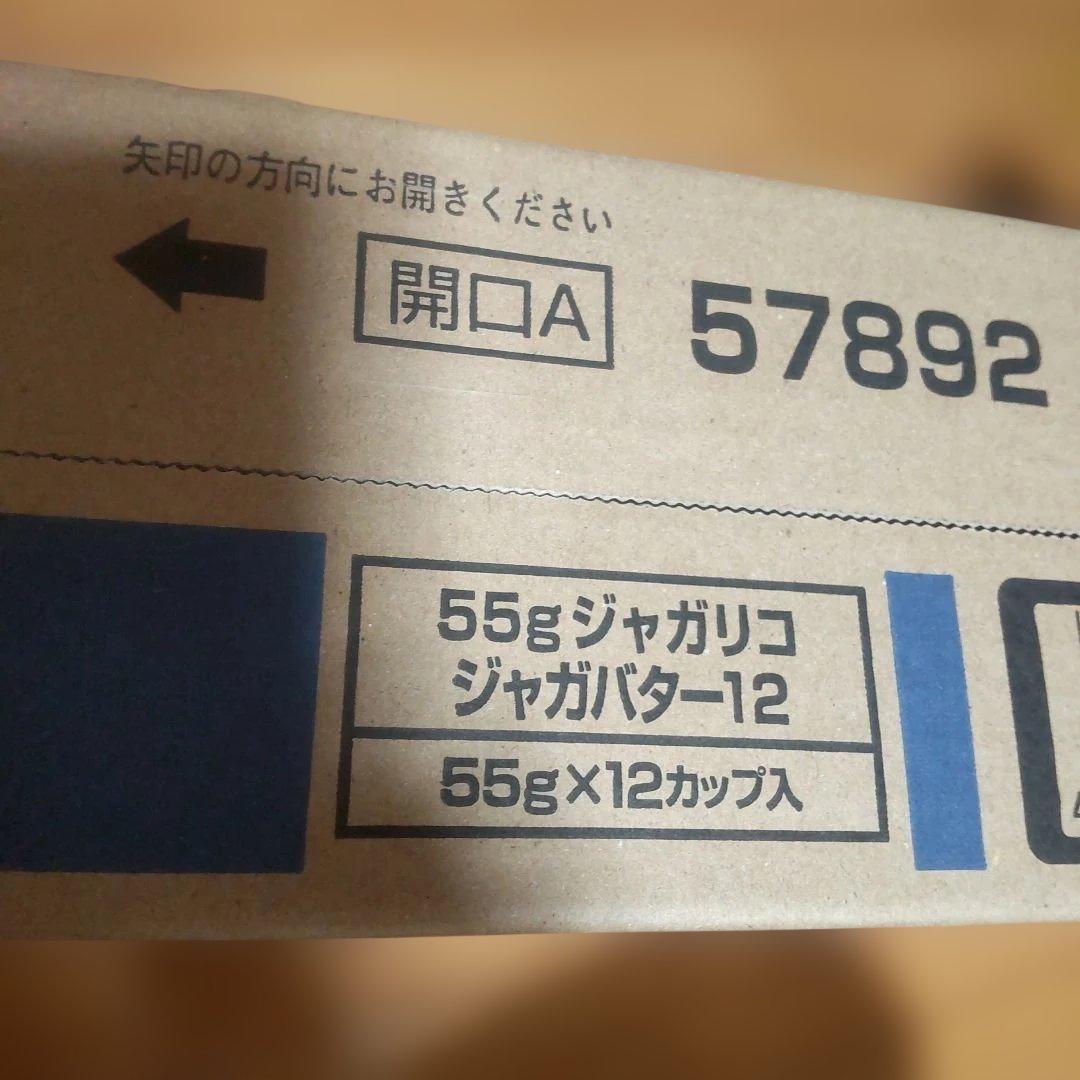 矢印の方向にお開きください
開口A
57892
55gジャガリコ
ジャガバター12
55g×12カップ入